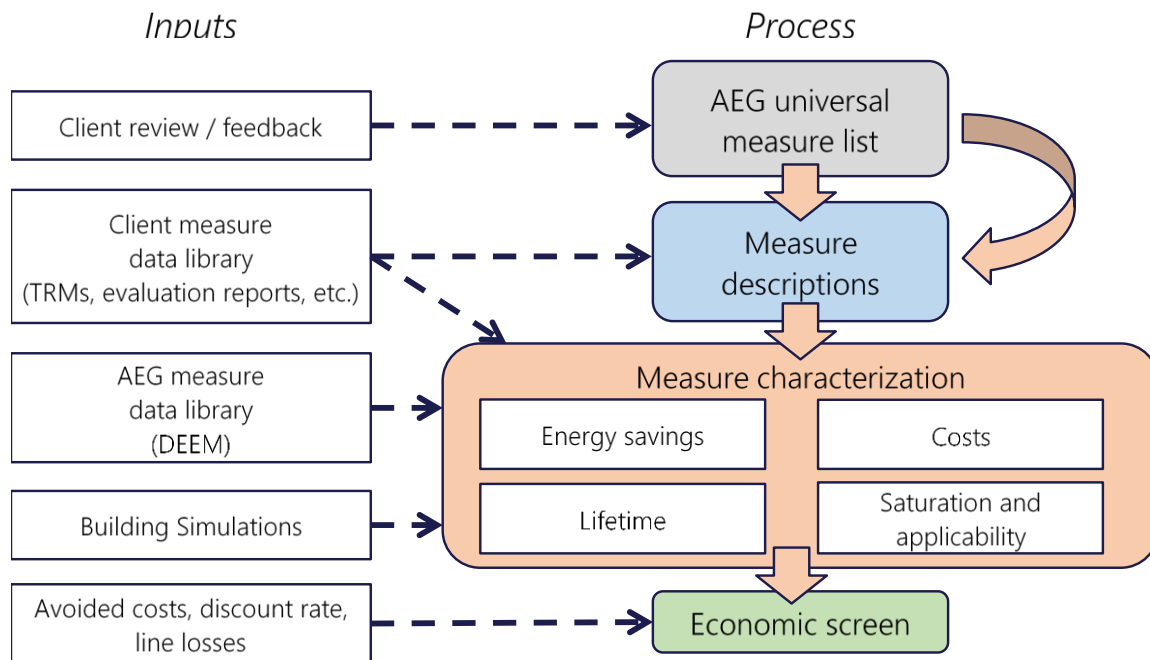 Inputs
Process
Client review / feedback
AEG universal
measure list
Client measure
data library
(TRMs, evaluation reports, etc.)
Measure
descriptions
AEG measure
data library
(DEEM)
Measure characterization
Energy savings
Costs
Building Simulations
Lifetime
Saturation and
applicability
Avoided costs, discount rate,
line losses
Economic screen